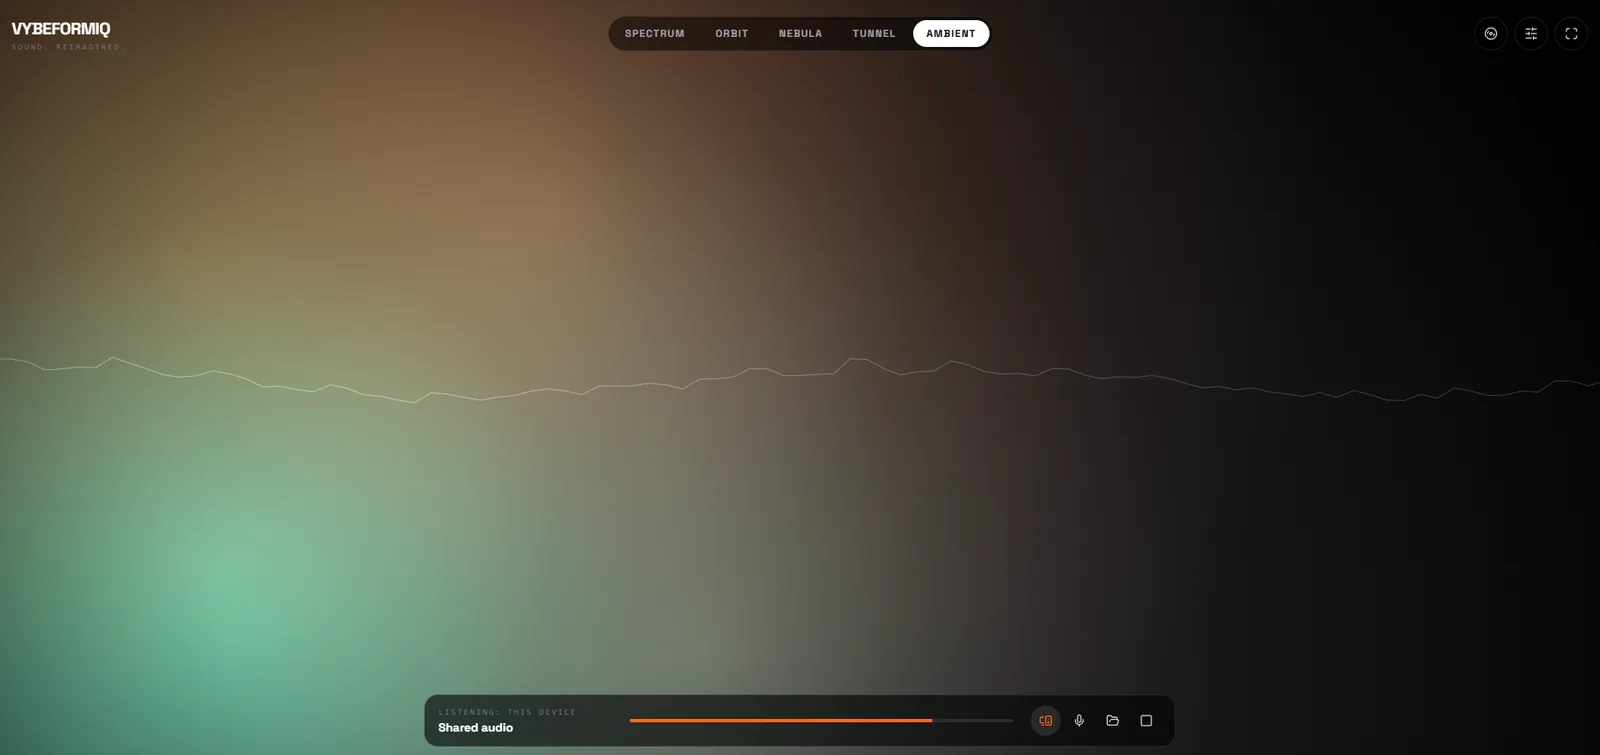 VYBEFORMIQ
SOUND. REIMAGINED.
SPECTRUM
ORBIT
NEBULA
TUNNEL
AMBIENT
LISTENING: THIS DEVICE
Shared audio